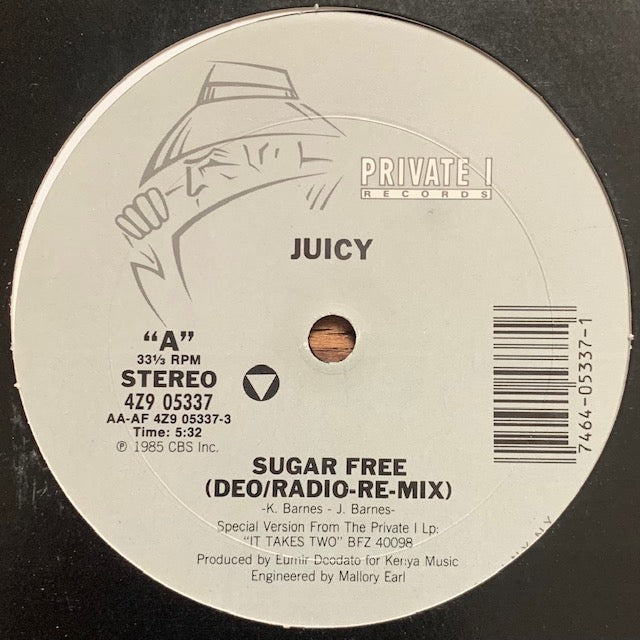 PRIVATE I
RECORDS
JUICY
"A"
33⅓ RPM
STEREO
4Z9 05337
AA-AF 4Z9 05337-3
Time: 5:32
℗ 1985 CBS Inc.
7464-05337-1
SUGAR FREE
(DEO/RADIO-RE-MIX)
-K. Barnes - J. Barnes-
Special Version From The Private I Lp:
"IT TAKES TWO" BFZ 40098
Produced by Eumir Deodato for Kenya Music
Engineered by Mallory Earl